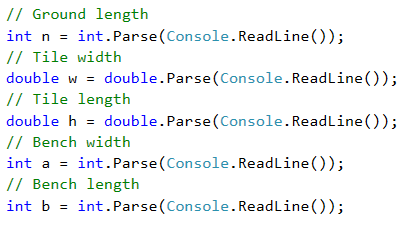 // Ground length
int n = int.Parse(Console.ReadLine());
// Tile width
double w = double.Parse(Console.ReadLine());
// Tile length
double h = double.Parse(Console.ReadLine());
// Bench width
int a = int.Parse(Console.ReadLine());
// Bench length
int b = int.Parse(Console.ReadLine());